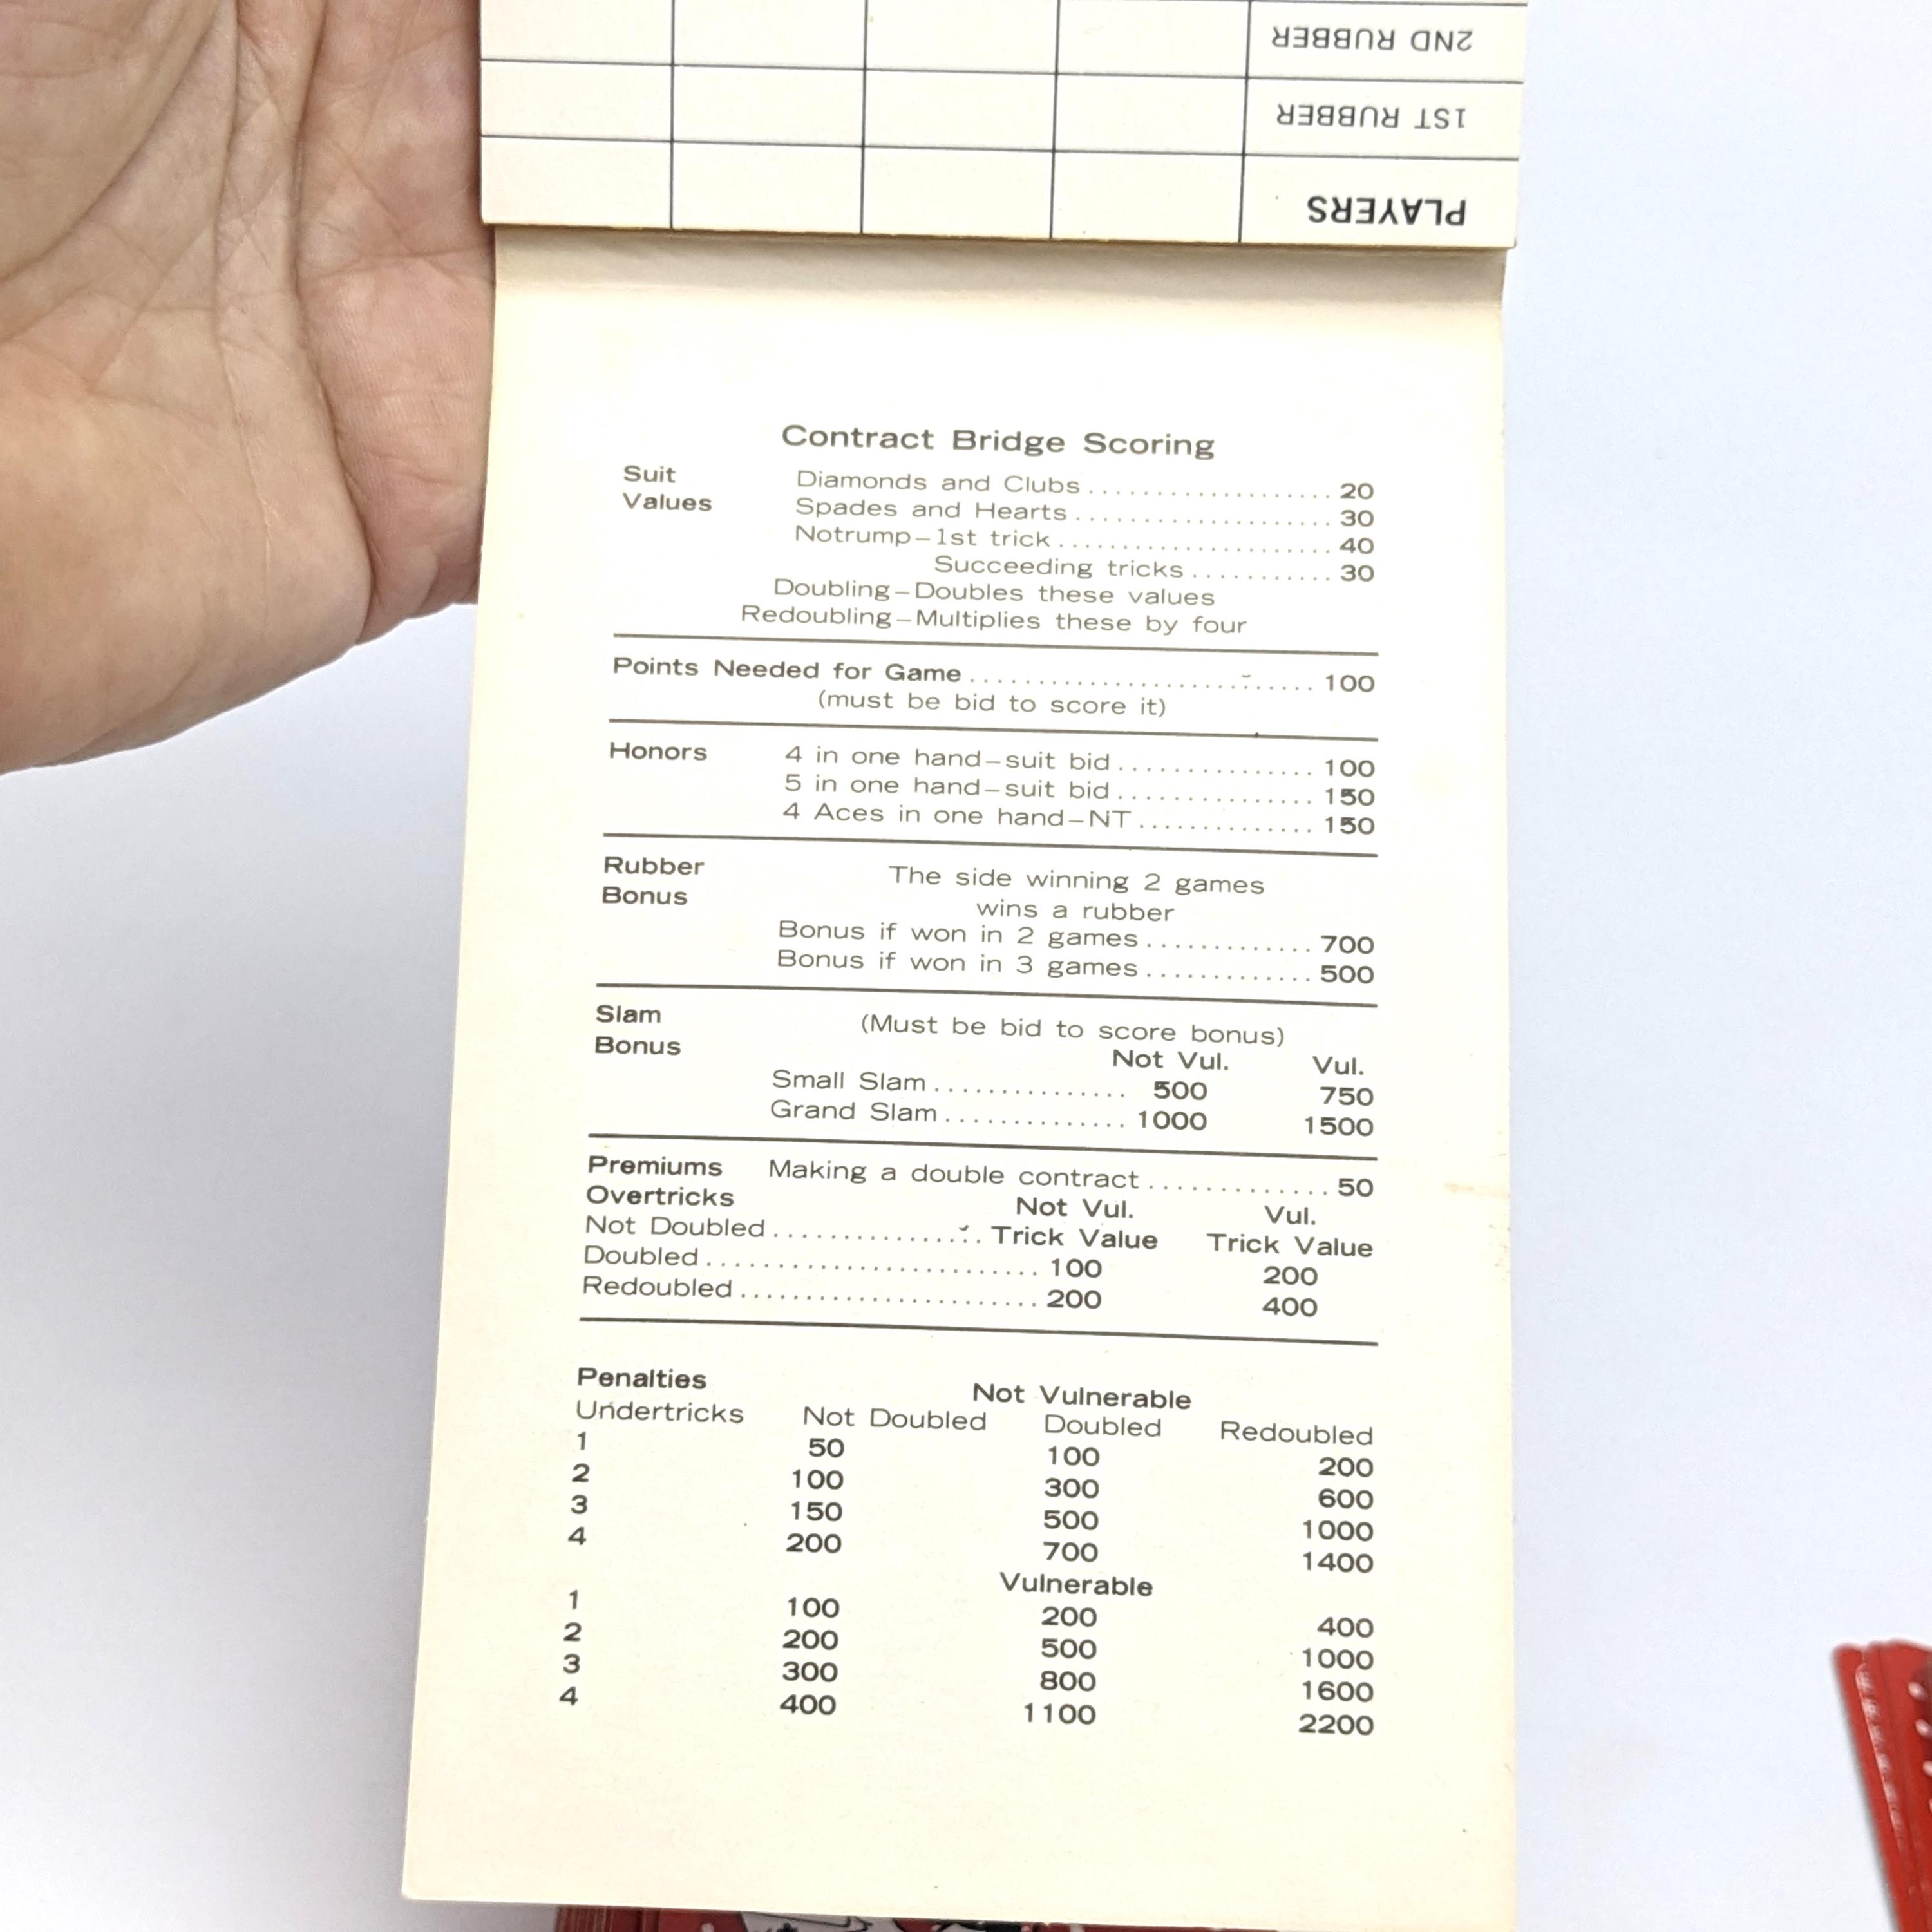 2ND RUBBER
1ST RUBBER
PLAYERS
Contract Bridge Scoring
Suit Values
Diamonds and Clubs .................... 20
Spades and Hearts ..................... 30
Notrump–1st trick ...................... 40
Succeeding tricks ........... 30
Doubling–Doubles these values
Redoubling–Multiplies these by four
Points Needed for Game .......................... 100
(must be bid to score it)
Honors 4 in one hand–suit bid ............... 100
5 in one hand–suit bid ............... 150
4 Aces in one hand–NT .............. 150
Rubber Bonus
The side winning 2 games
wins a rubber
Bonus if won in 2 games ............. 700
Bonus if won in 3 games ............. 500
Slam Bonus
(Must be bid to score bonus)
Not Vul. Vul.
Small Slam ............... 500 750
Grand Slam .............. 1000 1500
Premiums Making a double contract .............. 50
Overtricks Not Vul. Vul.
Not Doubled ................ Trick Value Trick Value
Doubled ......................... 100 200
Redoubled ....................... 200 400
Penalties Not Vulnerable
Undertricks Not Doubled Doubled Redoubled
1 50 100 200
2 100 300 600
3 150 500 1000
4 200 700 1400
Vulnerable
1 100 200 400
2 200 500 1000
3 300 800 1600
4 400 1100 2200